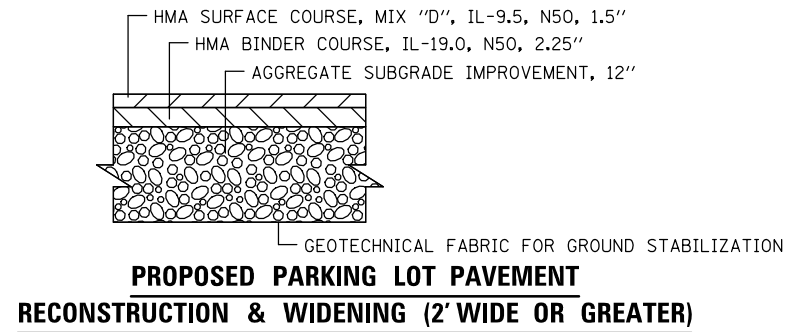 HMA SURFACE COURSE, MIX "D", IL-9.5, N50, 1.5"
HMA BINDER COURSE, IL-19.0, N50, 2.25"
AGGREGATE SUBGRADE IMPROVEMENT, 12"
GEOTECHNICAL FABRIC FOR GROUND STABILIZATION
PROPOSED PARKING LOT PAVEMENT
RECONSTRUCTION & WIDENING (2' WIDE OR GREATER)